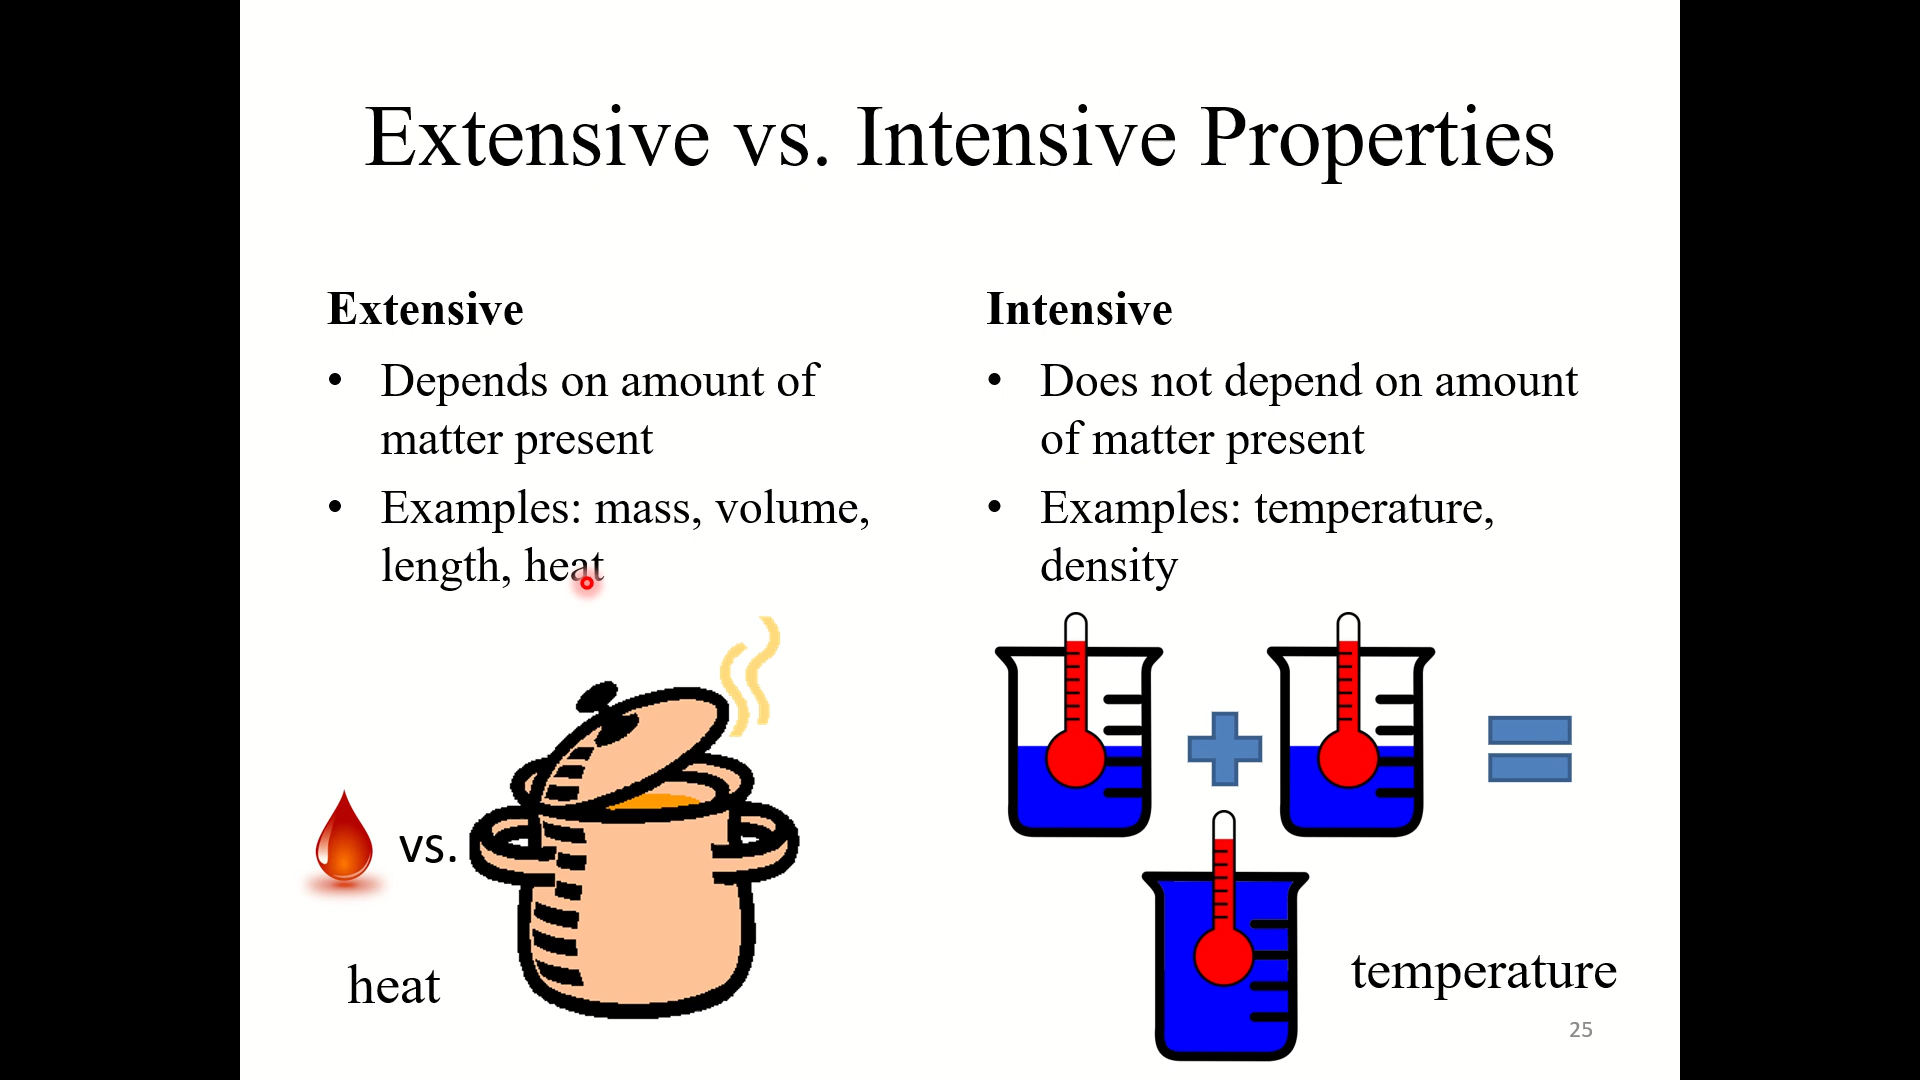 Extensive vs. Intensive Properties
Extensive
• Depends on amount of
matter present
• Examples: mass, volume,
length, heat
Intensive
• Does not depend on amount
of matter present
• Examples: temperature,
density
vs.
heat
temperature
25